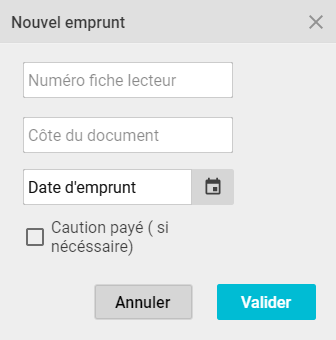 Nouvel emprunt
Numéro fiche lecteur
Côte du document
Date d'emprunt
Caution payé ( si
nécéssaire)
Annuler
Valider